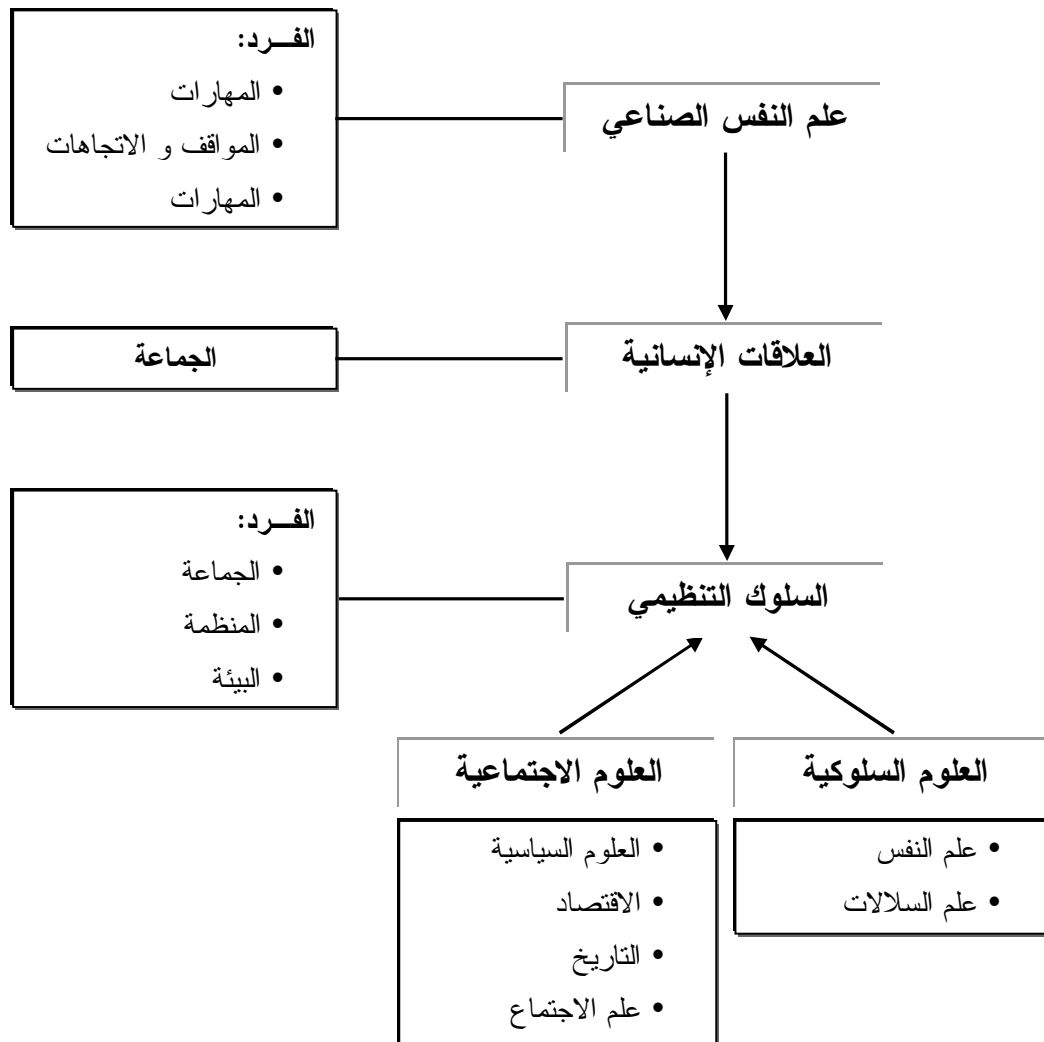 الفــرد:
• المهارات
• المواقف و الاتجاهات
• المهارات
علم النفس الصناعي
الجماعة
العلاقات الإنسانية
الفــرد:
• الجماعة
• المنظمة
• البيئة
السلوك التنظيمي
العلوم السلوكية
• علم النفس
• علم السلالات
العلوم الاجتماعية
• العلوم السياسية
• الاقتصاد
• التاريخ
• علم الاجتماع